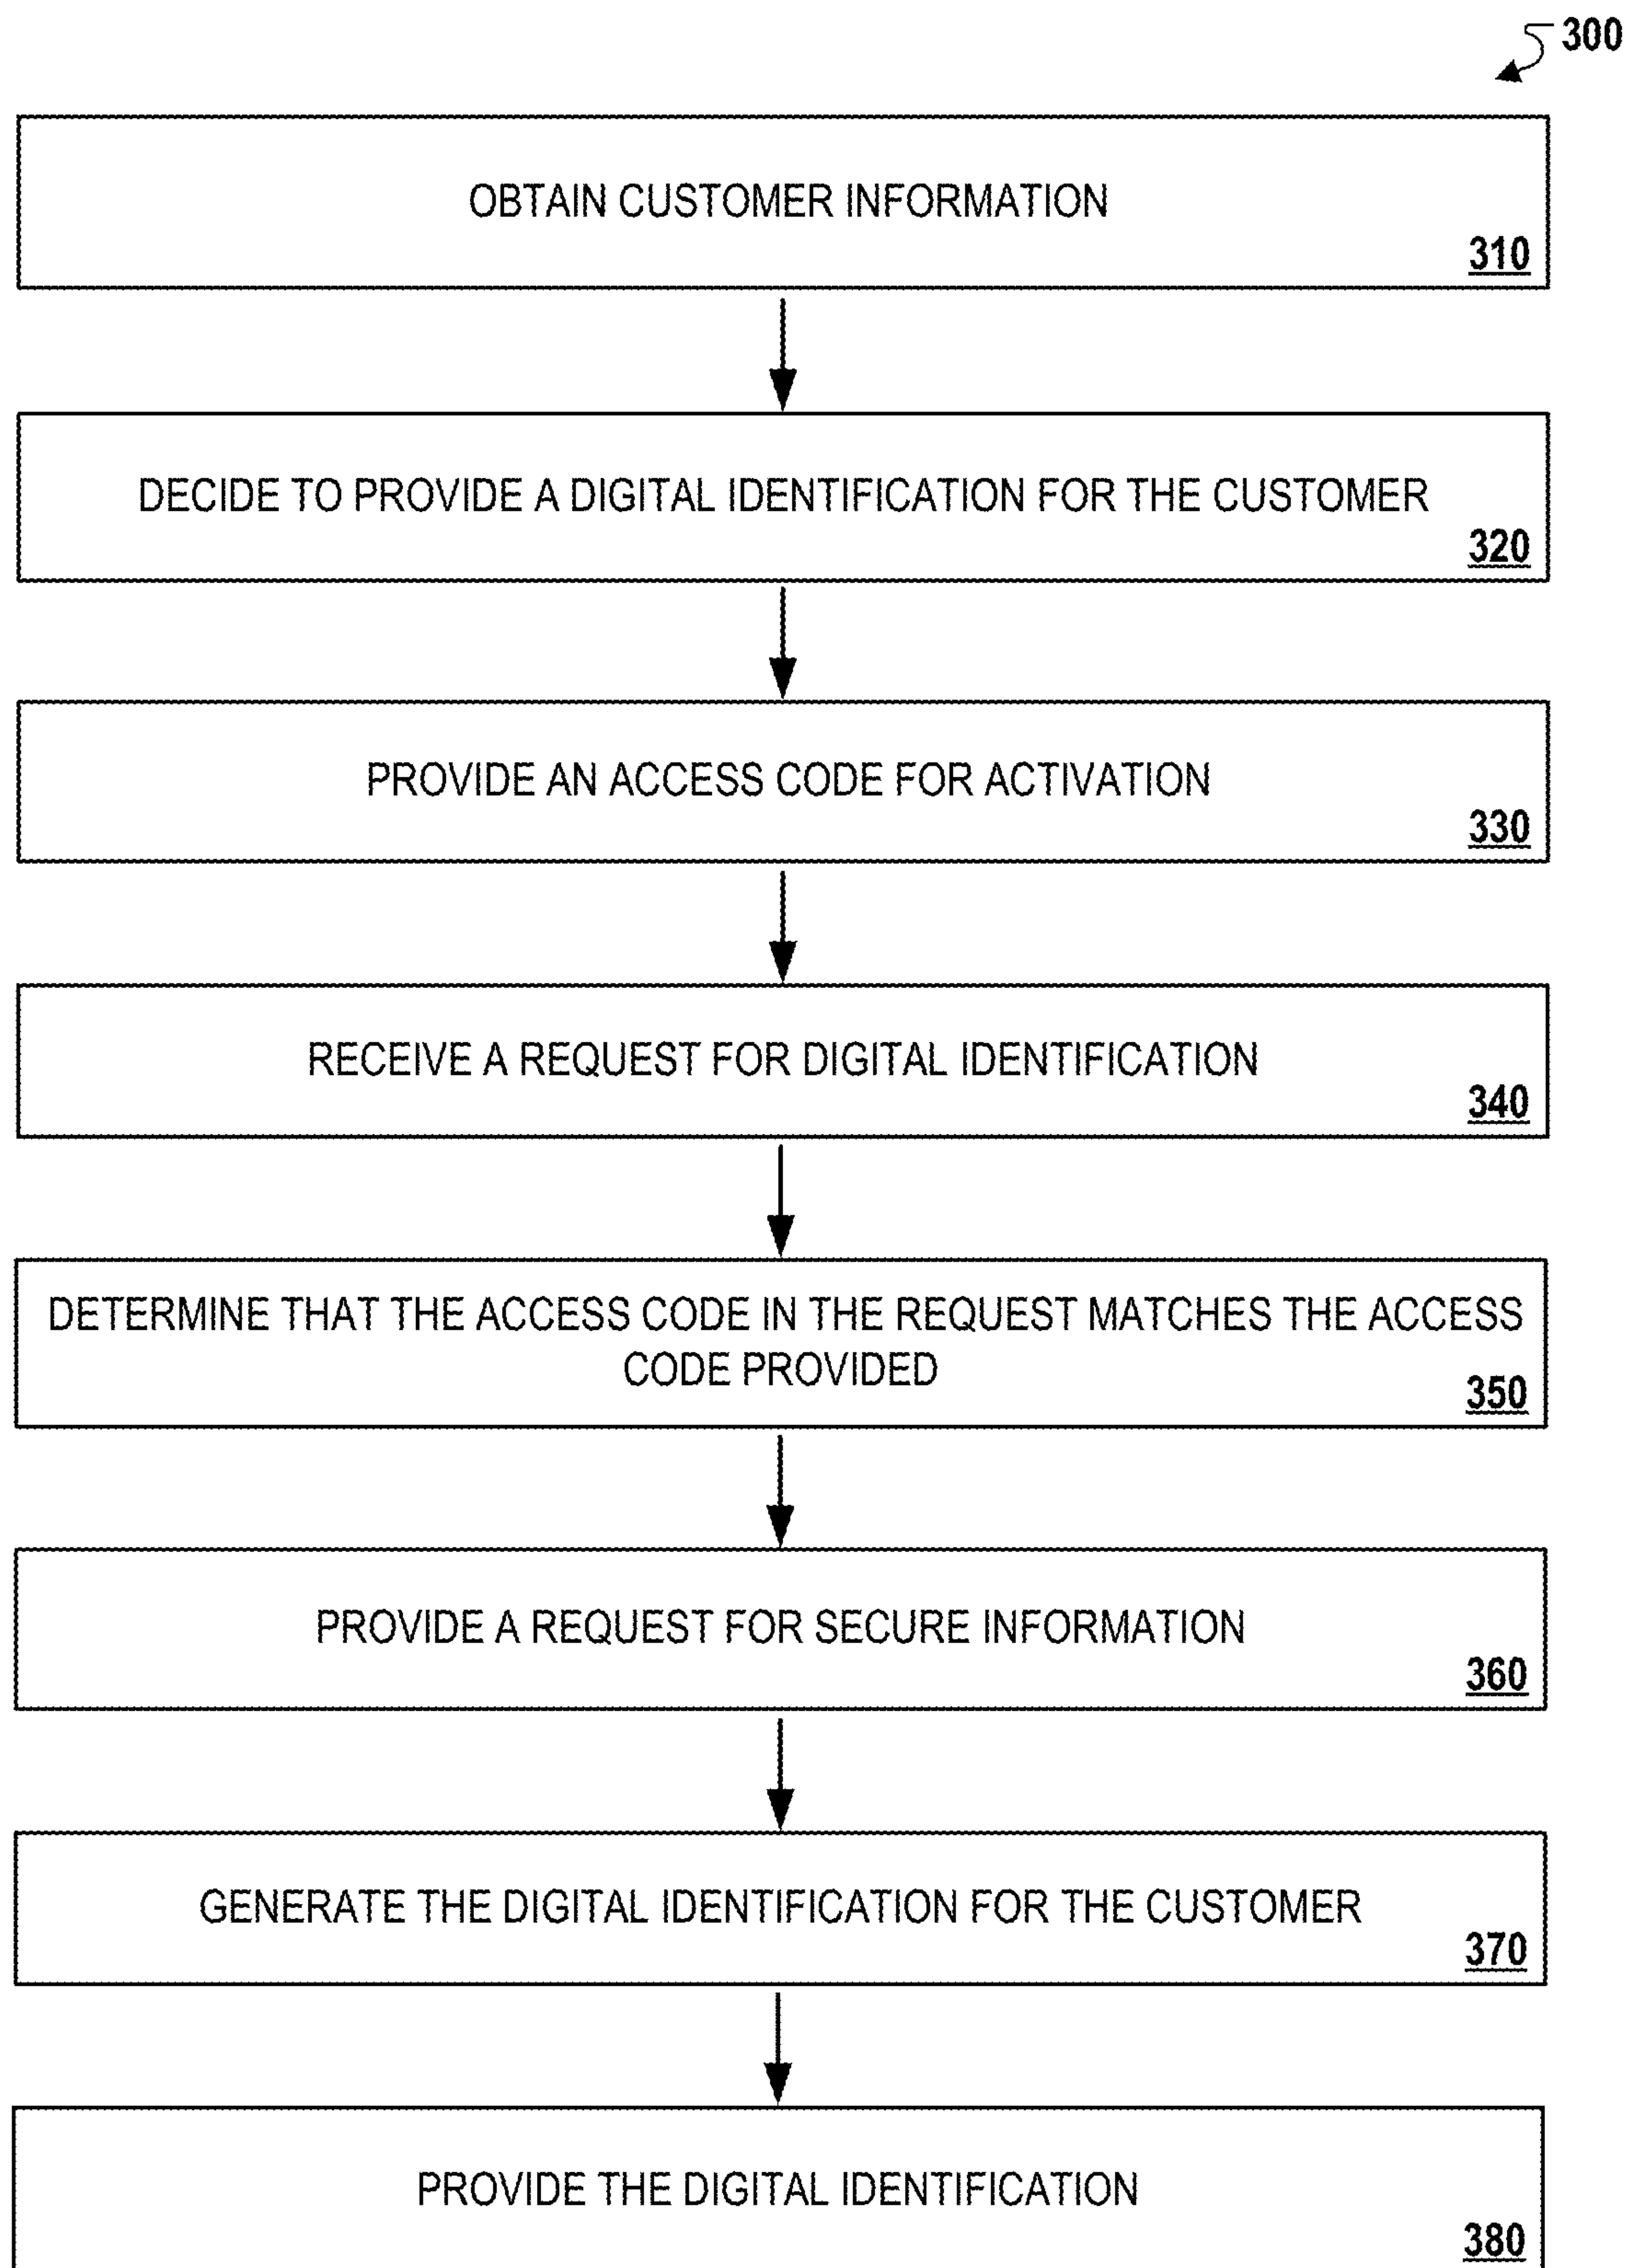 300
OBTAIN CUSTOMER INFORMATION
310
DECIDE TO PROVIDE A DIGITAL IDENTIFICATION FOR THE CUSTOMER
320
PROVIDE AN ACCESS CODE FOR ACTIVATION
330
RECEIVE A REQUEST FOR DIGITAL IDENTIFICATION
340
DETERMINE THAT THE ACCESS CODE IN THE REQUEST MATCHES THE ACCESS
CODE PROVIDED
350
PROVIDE A REQUEST FOR SECURE INFORMATION
360
GENERATE THE DIGITAL IDENTIFICATION FOR THE CUSTOMER
370
PROVIDE THE DIGITAL IDENTIFICATION
380